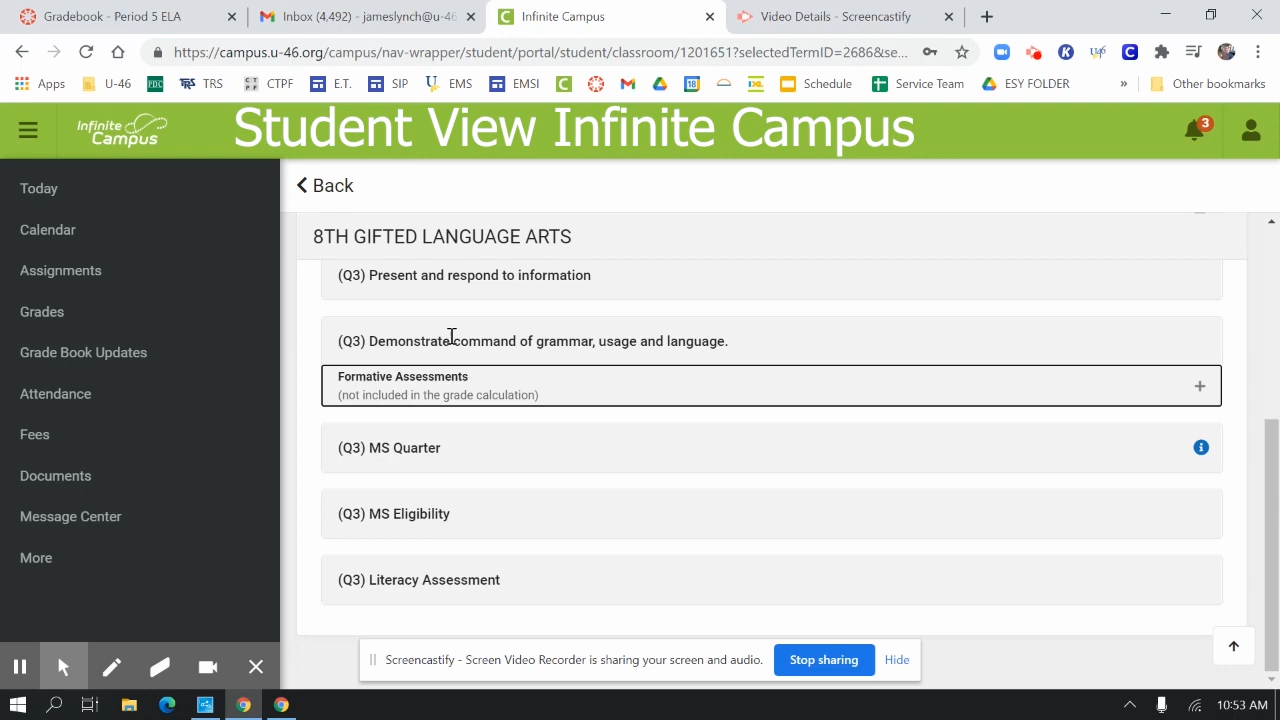 Gradebook - Period 5 ELA
Inbox (4,492) - jameslynch@u-46
Infinite Campus
Video Details - Screencastify
https://campus.u-46.org/campus/nav-wrapper/student/portal/student/classroom/1201651?selectedTermID=2686&se...
Apps
U-46
PDC
TRS
CTPF
E.T.
SIP
EMS
EMSI
Schedule
Service Team
ESY FOLDER
»
Other bookmarks
Infinite Campus
Student View Infinite Campus
3
Today
Calendar
Assignments
Grades
Grade Book Updates
Attendance
Fees
Documents
Message Center
More
Back
8TH GIFTED LANGUAGE ARTS
(Q3) Present and respond to information
(Q3) Demonstrate command of grammar, usage and language.
Formative Assessments
(not included in the grade calculation)
(Q3) MS Quarter
(Q3) MS Eligibility
(Q3) Literacy Assessment
Screencastify - Screen Video Recorder is sharing your screen and audio.
Stop sharing
Hide
10:53 AM